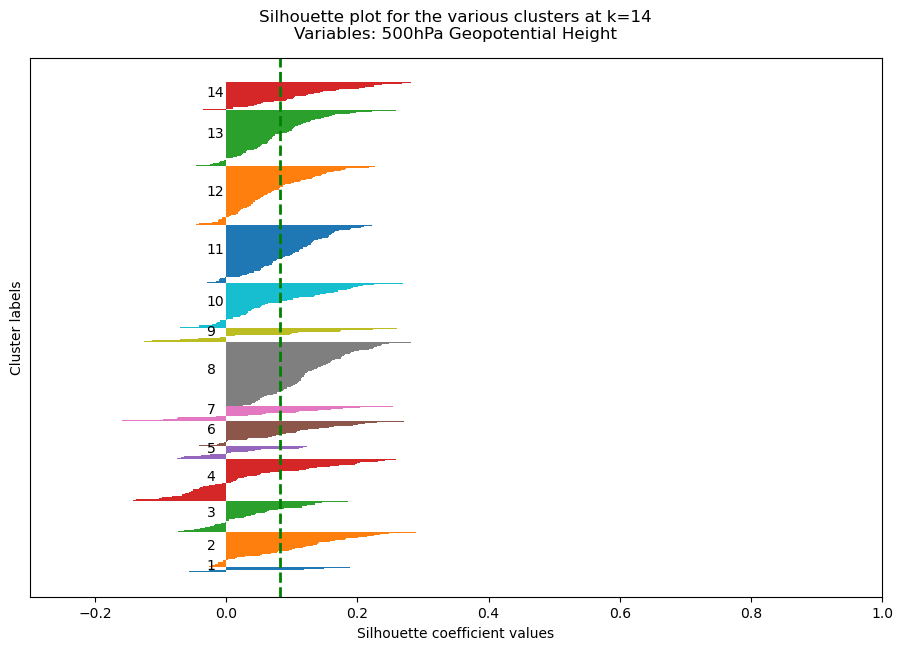 Silhouette plot for the various clusters at k=14
Variables: 500hPa Geopotential Height
Cluster labels
14
13
12
11
10
9
8
7
6
5
4
3
2
1
−0.2 0.0 0.2 0.4 0.6 0.8 1.0
Silhouette coefficient values